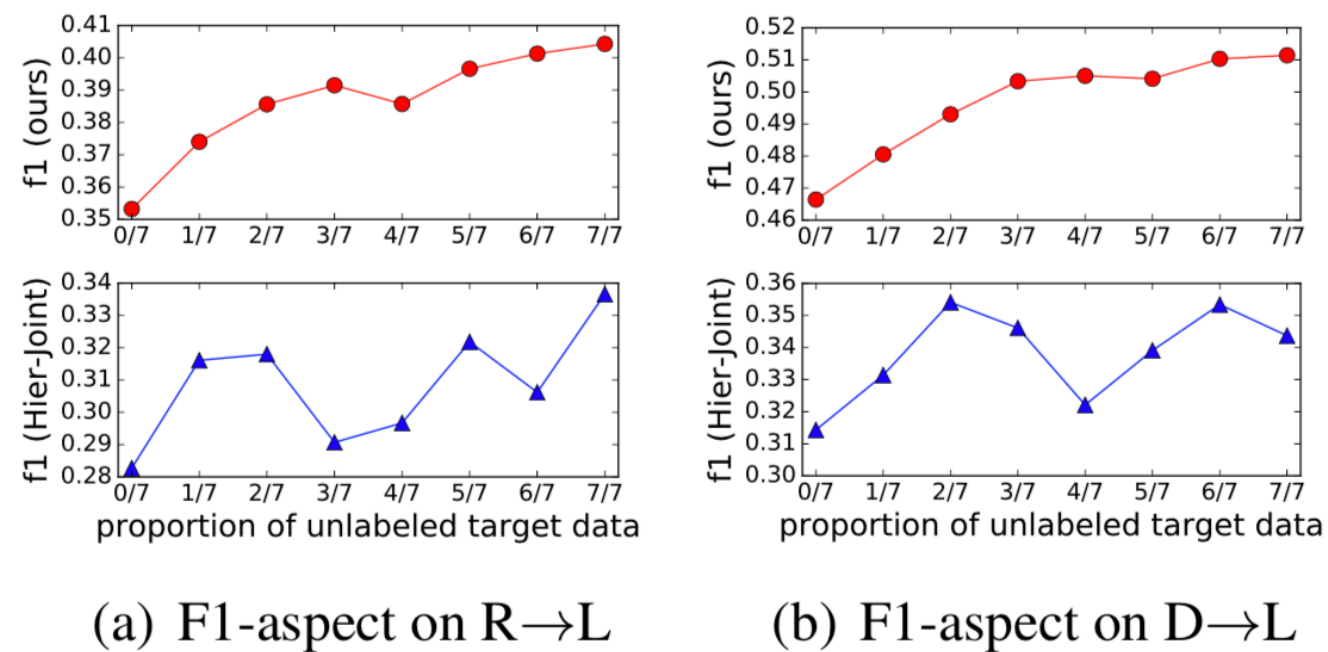 f1 (ours)
0.41
0.40
0.39
0.38
0.37
0.36
0.35
0/7 1/7 2/7 3/7 4/7 5/7 6/7 7/7
f1 (Hier-Joint)
0.34
0.33
0.32
0.31
0.30
0.29
0.28
0/7 1/7 2/7 3/7 4/7 5/7 6/7 7/7
proportion of unlabeled target data
(a) F1-aspect on R→L
f1 (ours)
0.52
0.51
0.50
0.49
0.48
0.47
0.46
0/7 1/7 2/7 3/7 4/7 5/7 6/7 7/7
f1 (Hier-Joint)
0.36
0.35
0.34
0.33
0.32
0.31
0.30
0/7 1/7 2/7 3/7 4/7 5/7 6/7 7/7
proportion of unlabeled target data
(b) F1-aspect on D→L